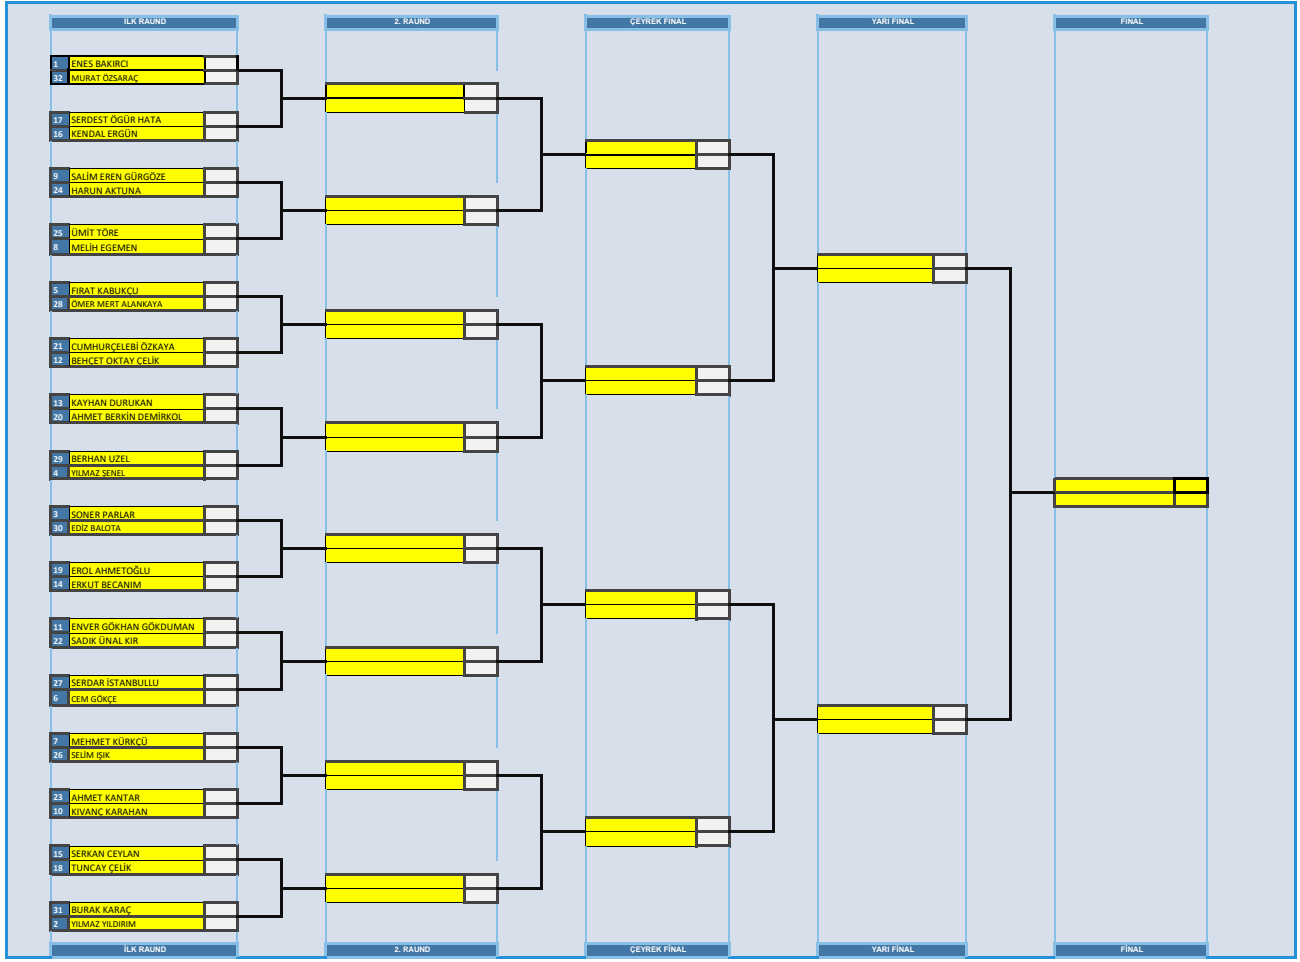 İLK RAUND 2. RAUND ÇEYREK FİNAL YARI FİNAL FİNAL
1 ENES BAKIRCI
32 MURAT ÖZSARAÇ
17 SERDEST ÖGÜR HATA
16 KENDAL ERGÜN
9 SALİM EREN GÜRGÖZE
24 HARUN AKTUNA
25 ÜMİT TÖRE
8 MELİH EGEMEN
5 FIRAT KABUKÇU
28 ÖMER MERT ALANKAYA
21 CUMHURÇELEBİ ÖZKAYA
12 BEHÇET OKTAY ÇELİK
13 KAYHAN DURUKAN
20 AHMET BERKİN DEMİRKOL
29 BERHAN UZEL
4 YILMAZ ŞENEL
3 SONER PARLAR
30 EDİZ BALOTA
19 EROL AHMETOĞLU
14 ERKUT BECANIM
11 ENVER GÖKHAN GÖKDUMAN
22 SADIK ÜNAL KIR
27 SERDAR İSTANBULLU
6 CEM GÖKÇE
7 MEHMET KÜRKÇÜ
26 SELİM IŞIK
23 AHMET KANTAR
10 KIVANÇ KARAHAN
15 SERKAN CEYLAN
18 TUNCAY ÇELİK
31 BURAK KARAÇ
2 YILMAZ YILDIRIM
İLK RAUND 2. RAUND ÇEYREK FİNAL YARI FİNAL FİNAL